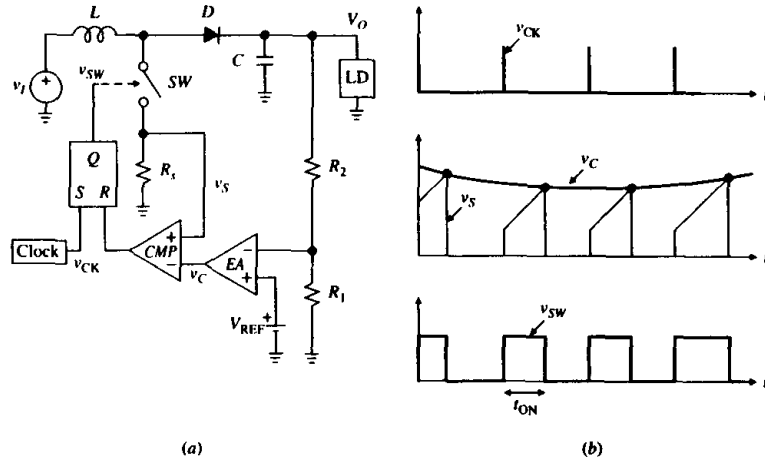 L
D
V_O
v_I
v_SW
SW
C
LD
Q
S R
R_s
v_S
R_2
Clock
v_CK
CMP
+
−
v_C
EA
−
+
R_1
V_REF
+
+
(a)
v_CK
t
v_C
v_S
t
v_SW
t_ON
t
(b)